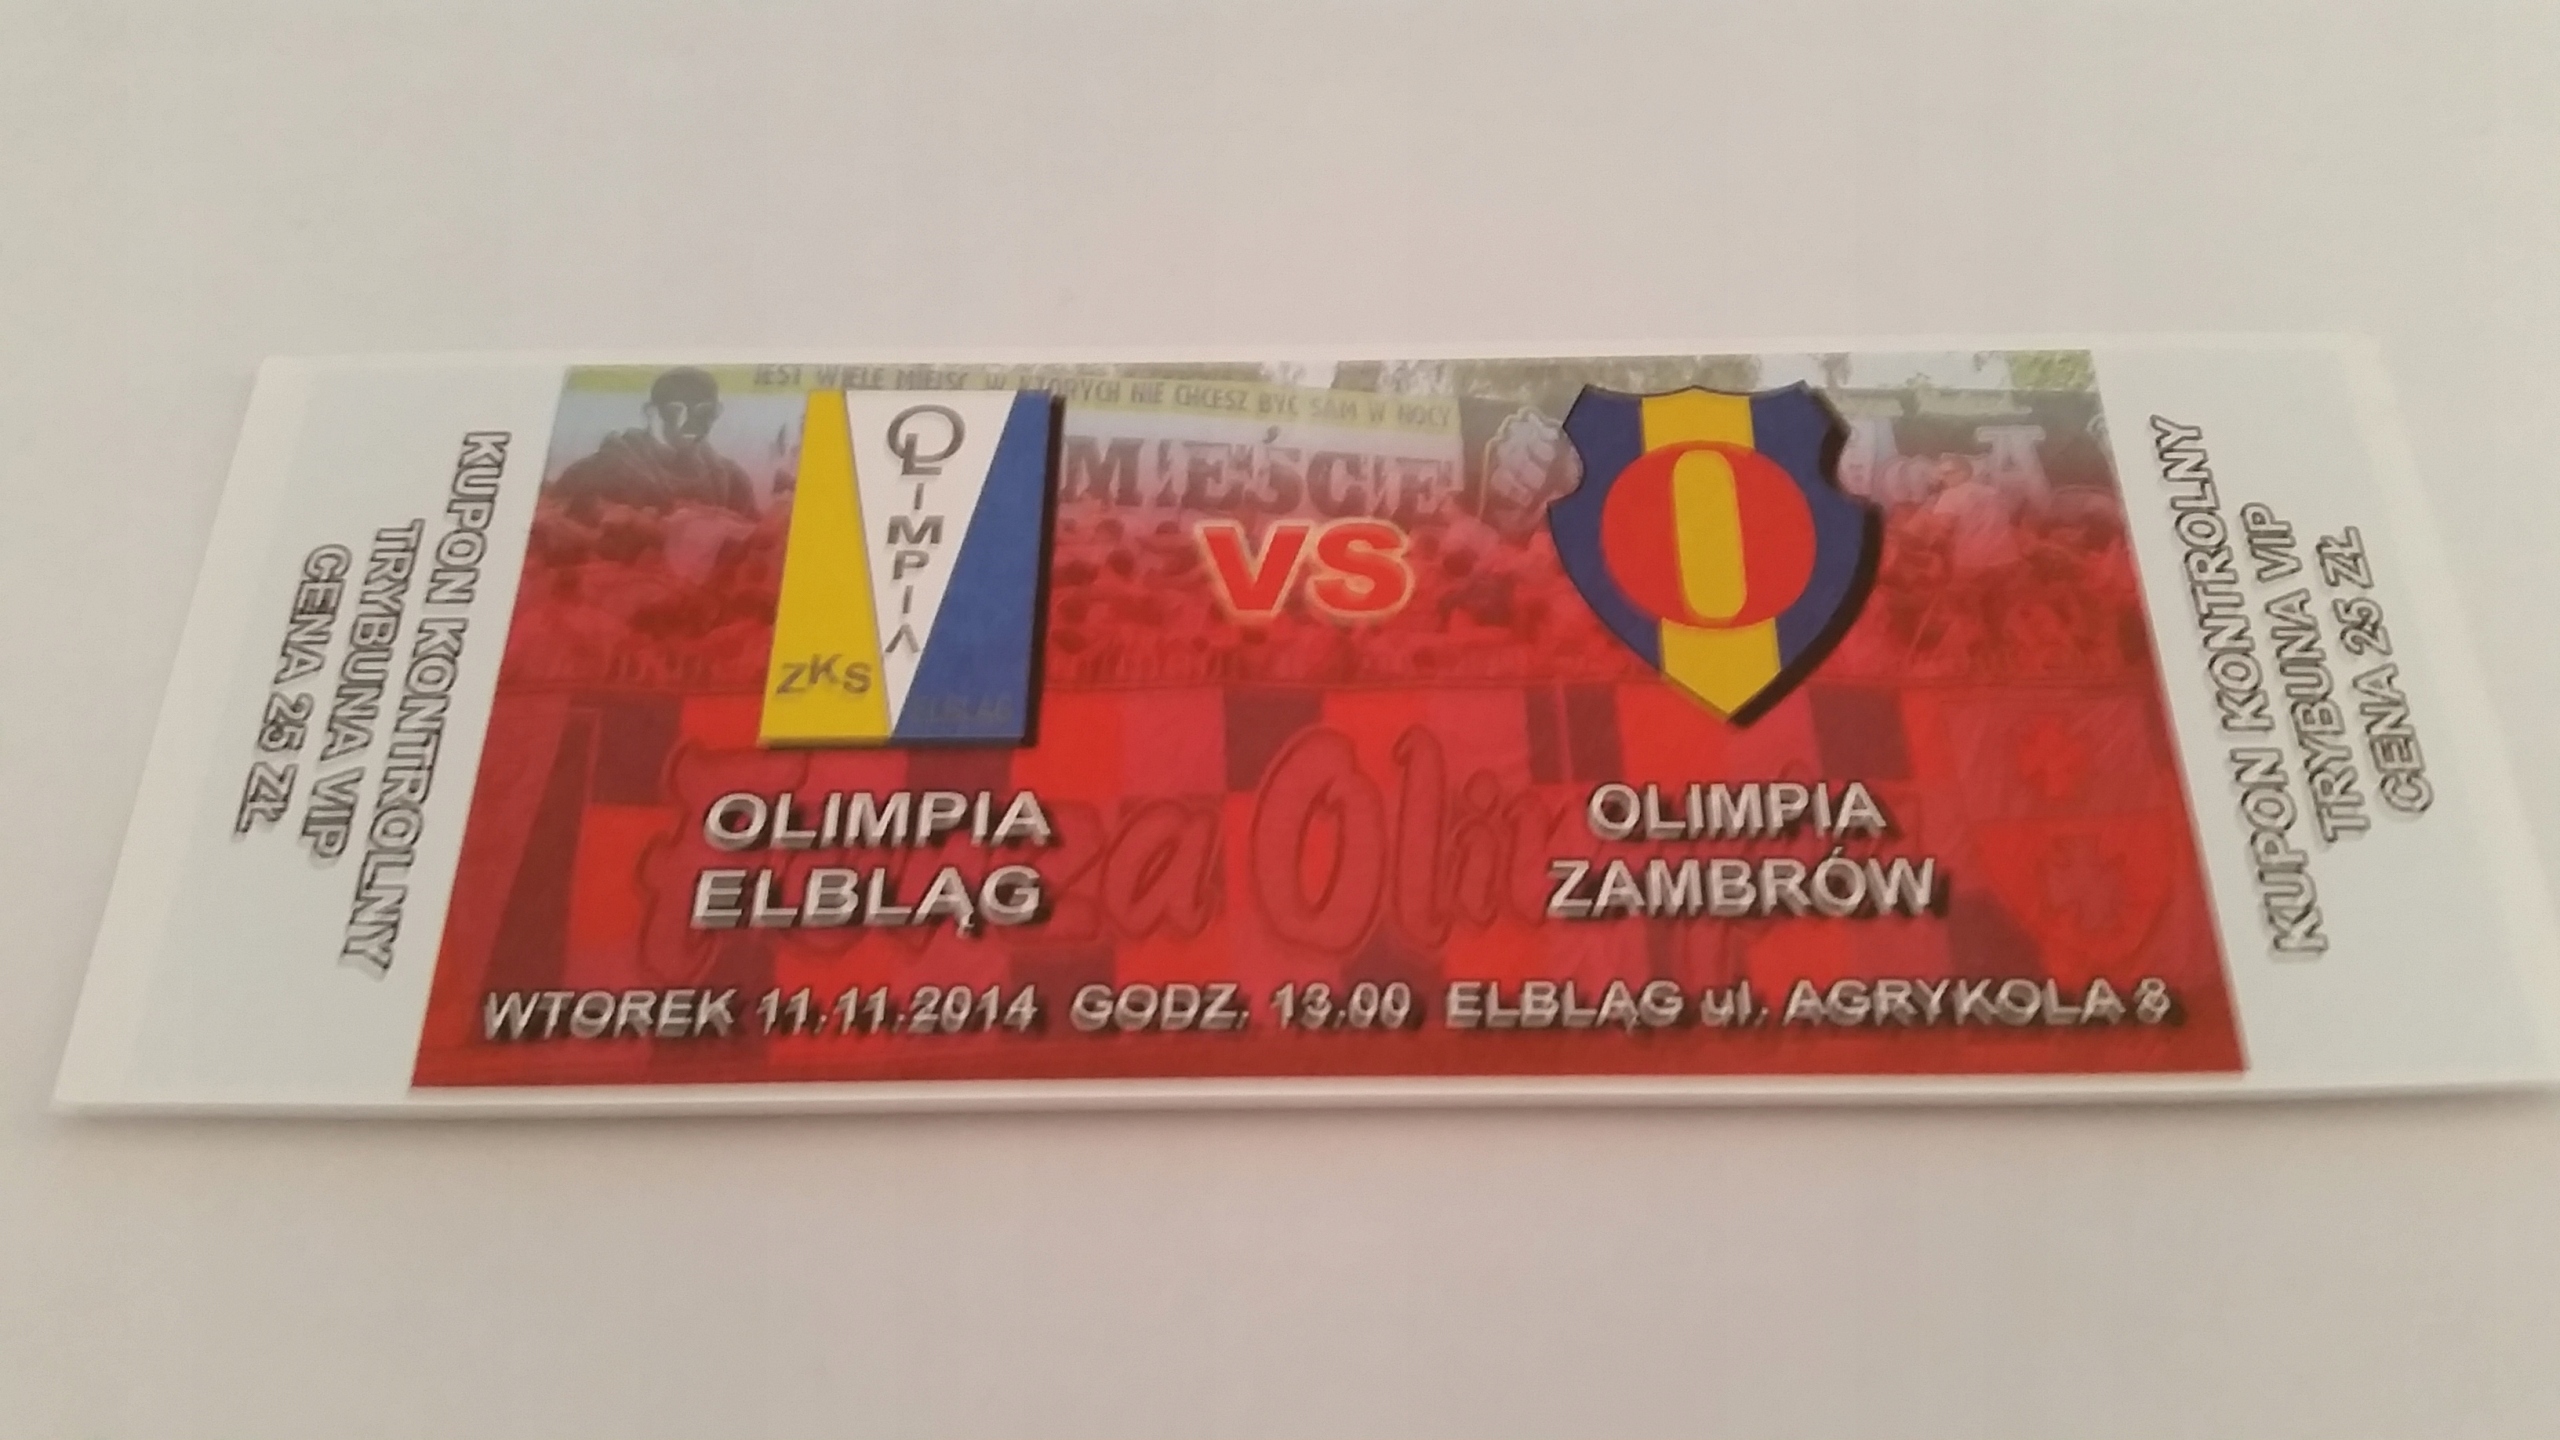 KUPON KONTROLNY
TRYBUNA VIP
CENA 25 ZŁ
JEST WIELE MIEJSC W KTÓRYCH NIE CHCESZ BYĆ SAM W NOCY
MIEŚCIE
OLIMPIA
ZKS
ELBLĄG
VS
O
OLIMPIA
ELBLĄG
OLIMPIA
ZAMBRÓW
WTOREK 11.11.2014 GODZ. 13.00 ELBLĄG ul. AGRYKOLA 8
KUPON KONTROLNY
TRYBUNA VIP
CENA 25 ZŁ